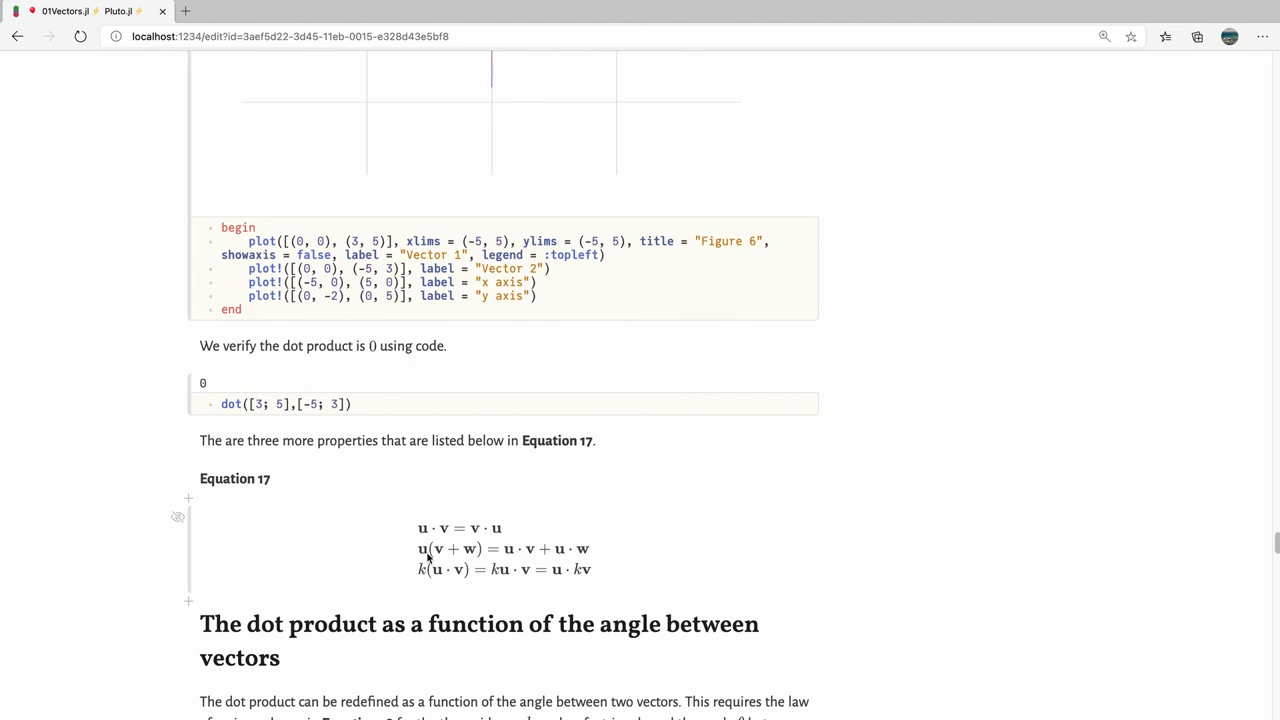 01Vectors.jl ⚡ Pluto.jl ⚡
localhost:1234/edit?id=3aef5d22-3d45-11eb-0015-e328d43e5bf8
begin
plot([(0, 0), (3, 5)], xlims = (-5, 5), ylims = (-5, 5), title = "Figure 6",
showaxis = false, label = "Vector 1", legend = :topleft)
plot!([(0, 0), (-5, 3)], label = "Vector 2")
plot!([(-5, 0), (5, 0)], label = "x axis")
plot!([(0, -2), (0, 5)], label = "y axis")
end
We verify the dot product is 0 using code.
0
dot([3; 5],[-5; 3])
The are three more properties that are listed below in Equation 17.
Equation 17
u · v = v · u
u(v + w) = u · v + u · w
k(u · v) = ku · v = u · kv
The dot product as a function of the angle between
vectors
The dot product can be redefined as a function of the angle between two vectors. This requires the law